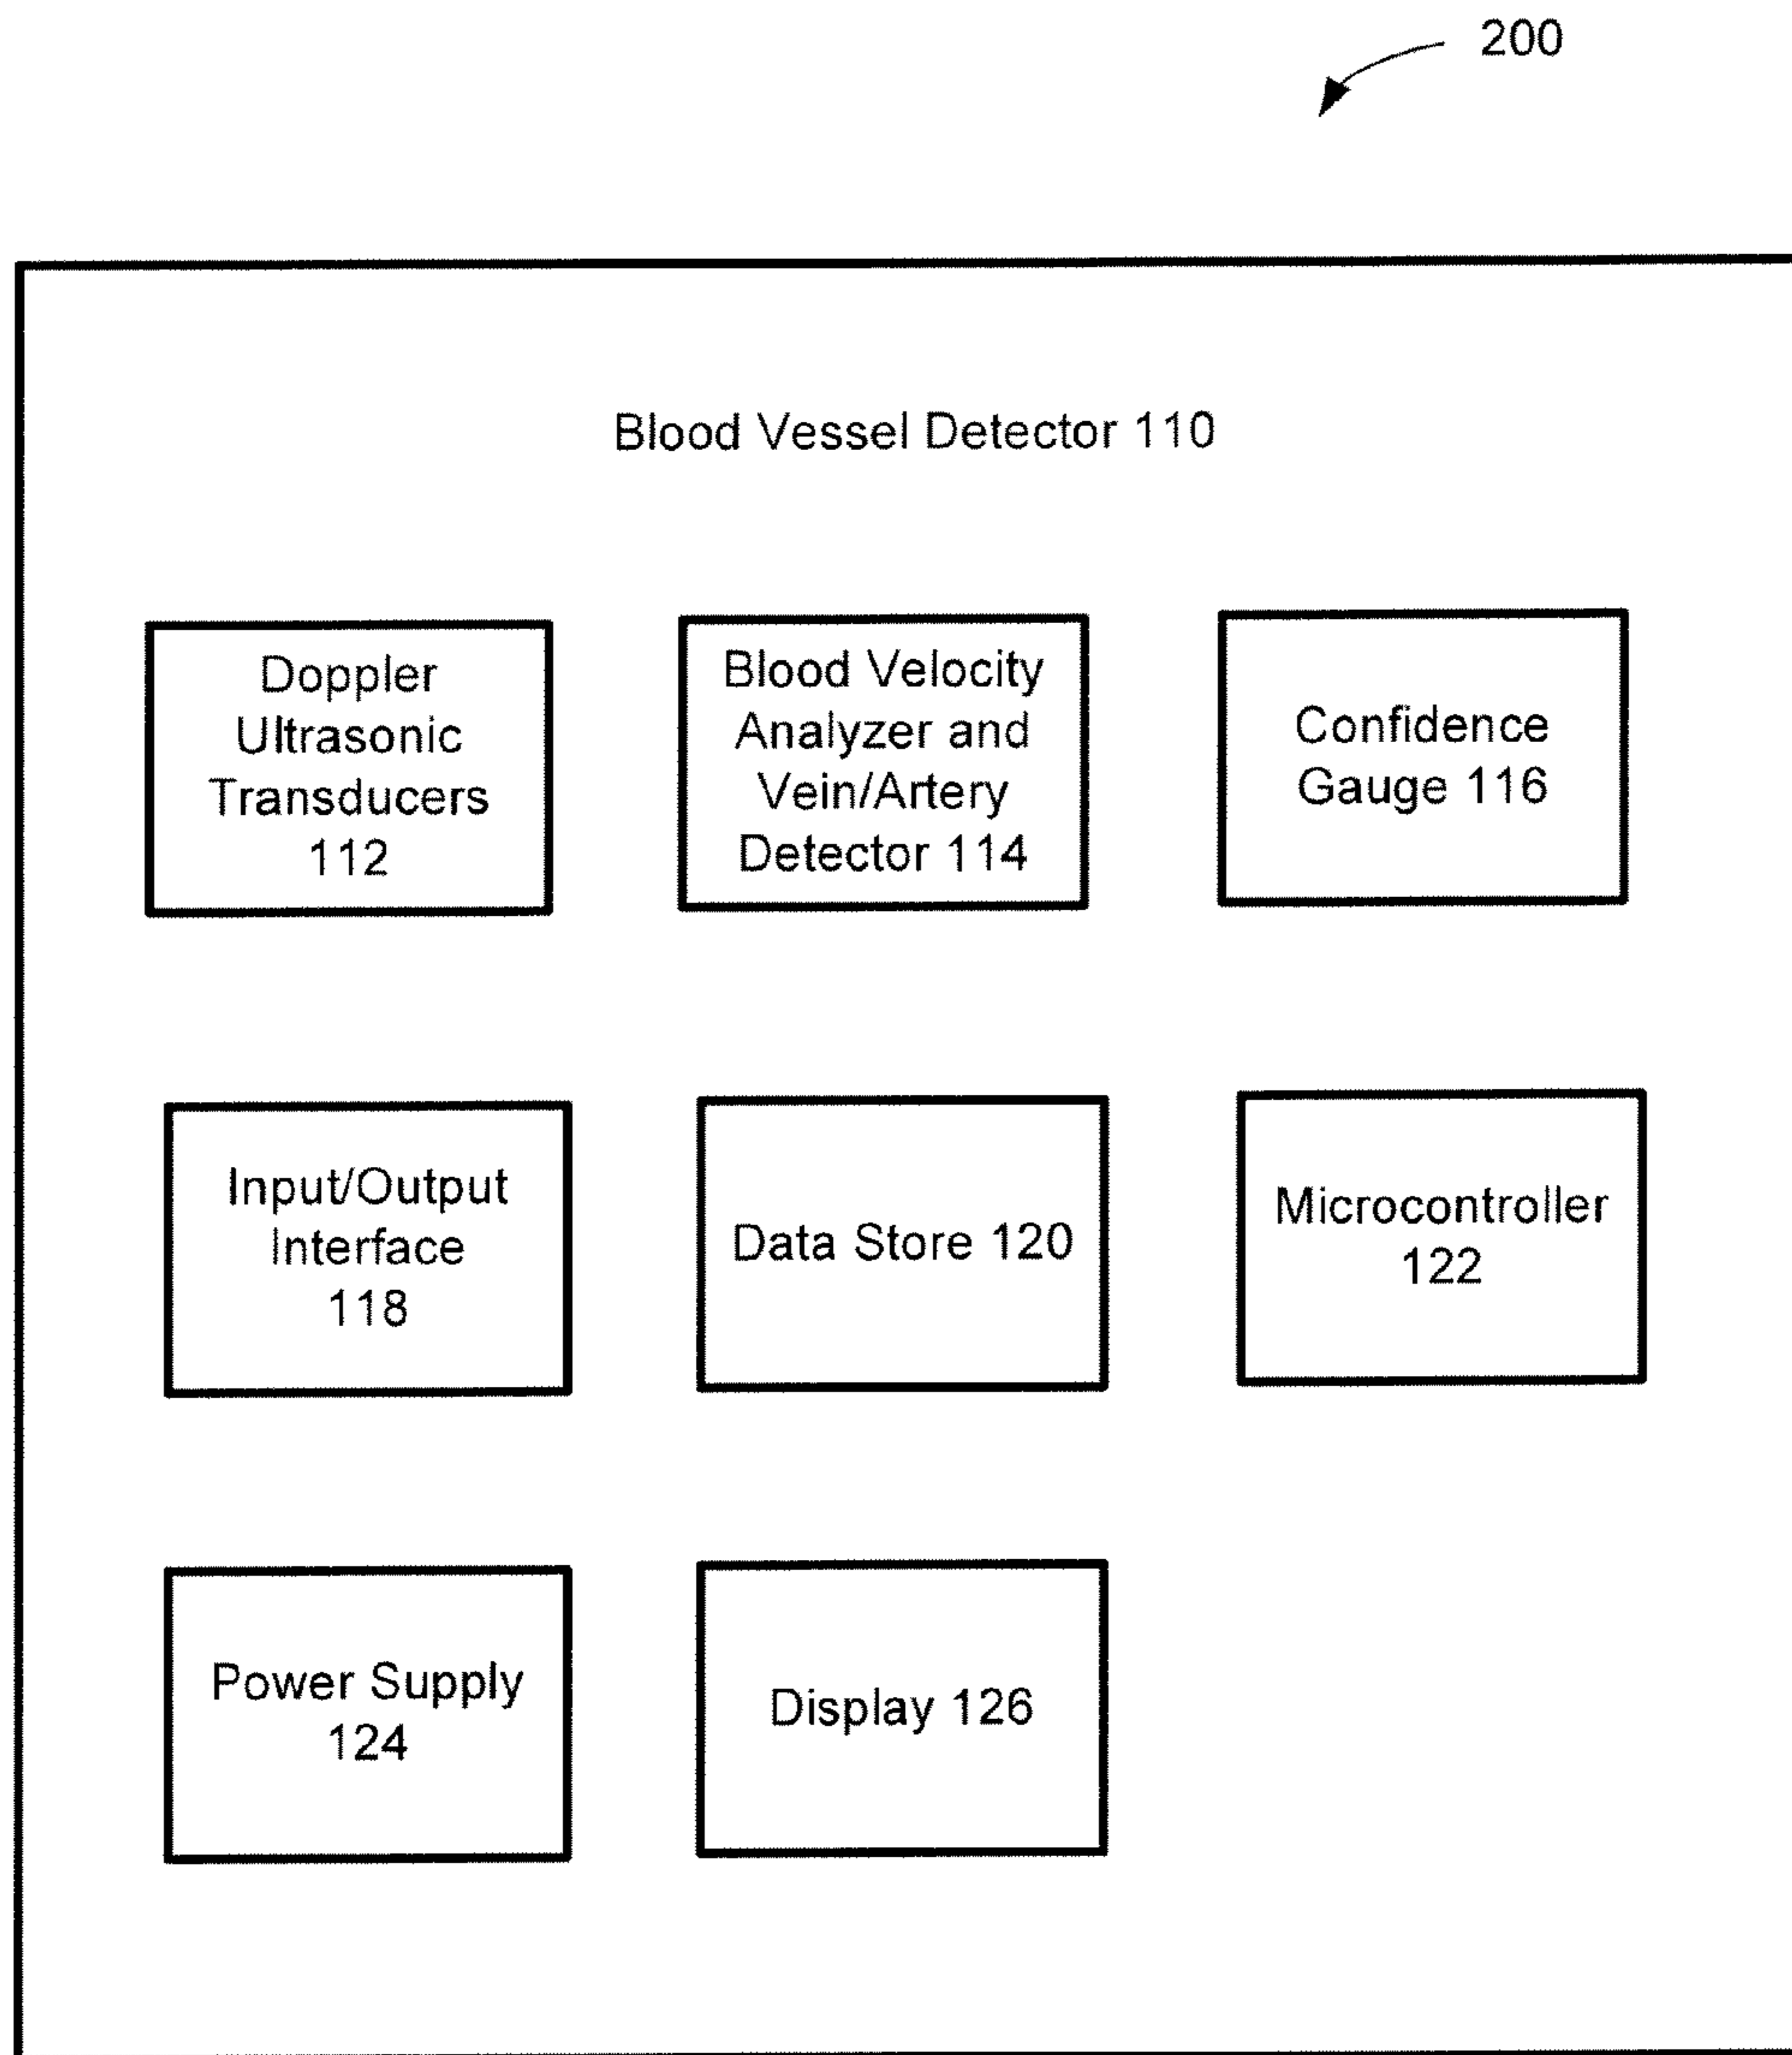 200
Blood Vessel Detector 110
Doppler
Ultrasonic
Transducers
112
Blood Velocity
Analyzer and
Vein/Artery
Detector 114
Confidence
Gauge 116
Input/Output
Interface
118
Data Store 120
Microcontroller
122
Power Supply
124
Display 126